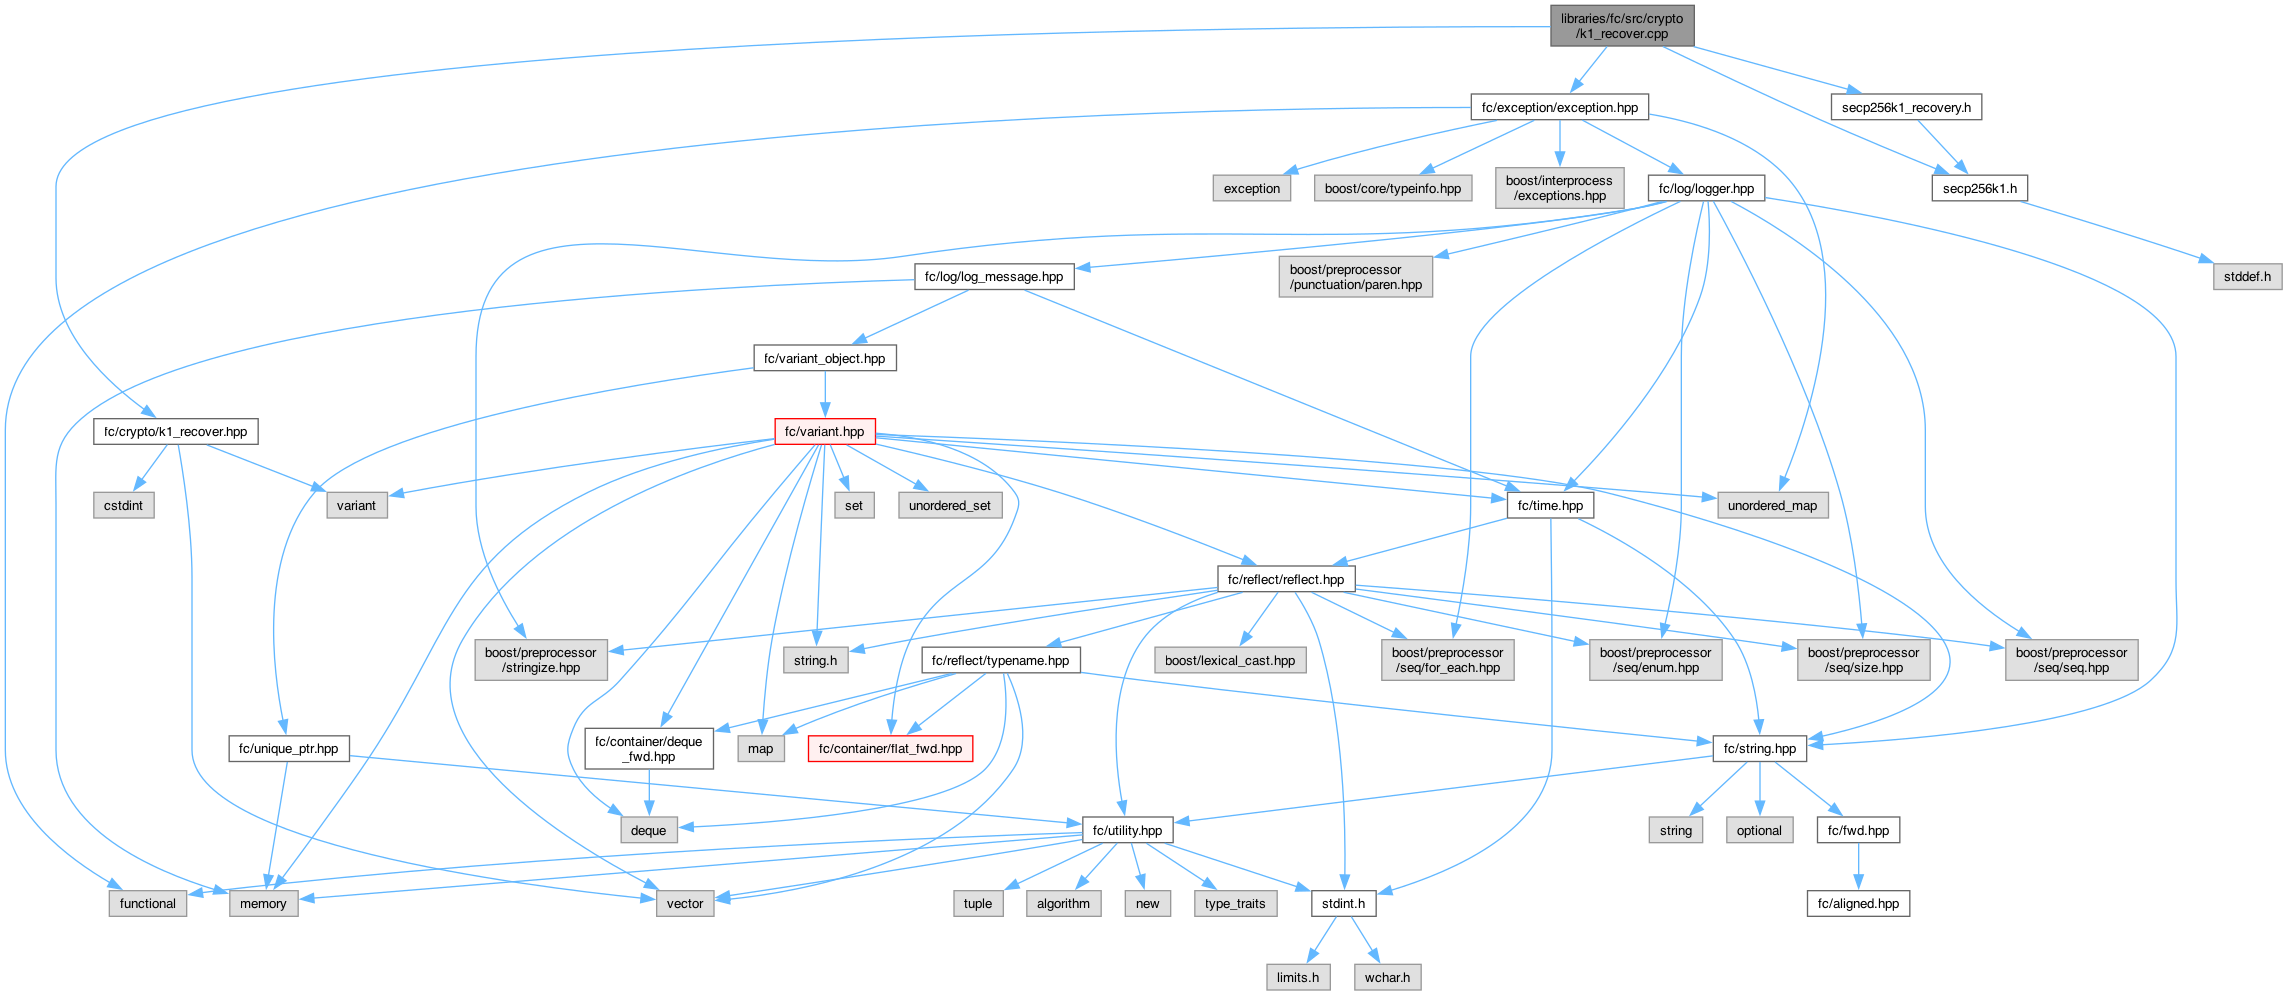 libraries/fc/src/crypto
/k1_recover.cpp
fc/exception/exception.hpp
secp256k1_recovery.h
exception
boost/core/typeinfo.hpp
boost/interprocess
/exceptions.hpp
fc/log/logger.hpp
secp256k1.h
fc/log/log_message.hpp
boost/preprocessor
/punctuation/paren.hpp
stddef.h
fc/variant_object.hpp
fc/crypto/k1_recover.hpp
fc/variant.hpp
cstdint
variant
set
unordered_set
fc/time.hpp
unordered_map
fc/reflect/reflect.hpp
boost/preprocessor
/stringize.hpp
string.h
fc/reflect/typename.hpp
boost/lexical_cast.hpp
boost/preprocessor
/seq/for_each.hpp
boost/preprocessor
/seq/enum.hpp
boost/preprocessor
/seq/size.hpp
boost/preprocessor
/seq/seq.hpp
fc/unique_ptr.hpp
fc/container/deque
_fwd.hpp
map
fc/container/flat_fwd.hpp
fc/string.hpp
deque
fc/utility.hpp
string
optional
fc/fwd.hpp
functional
memory
vector
tuple
algorithm
new
type_traits
stdint.h
fc/aligned.hpp
limits.h
wchar.h